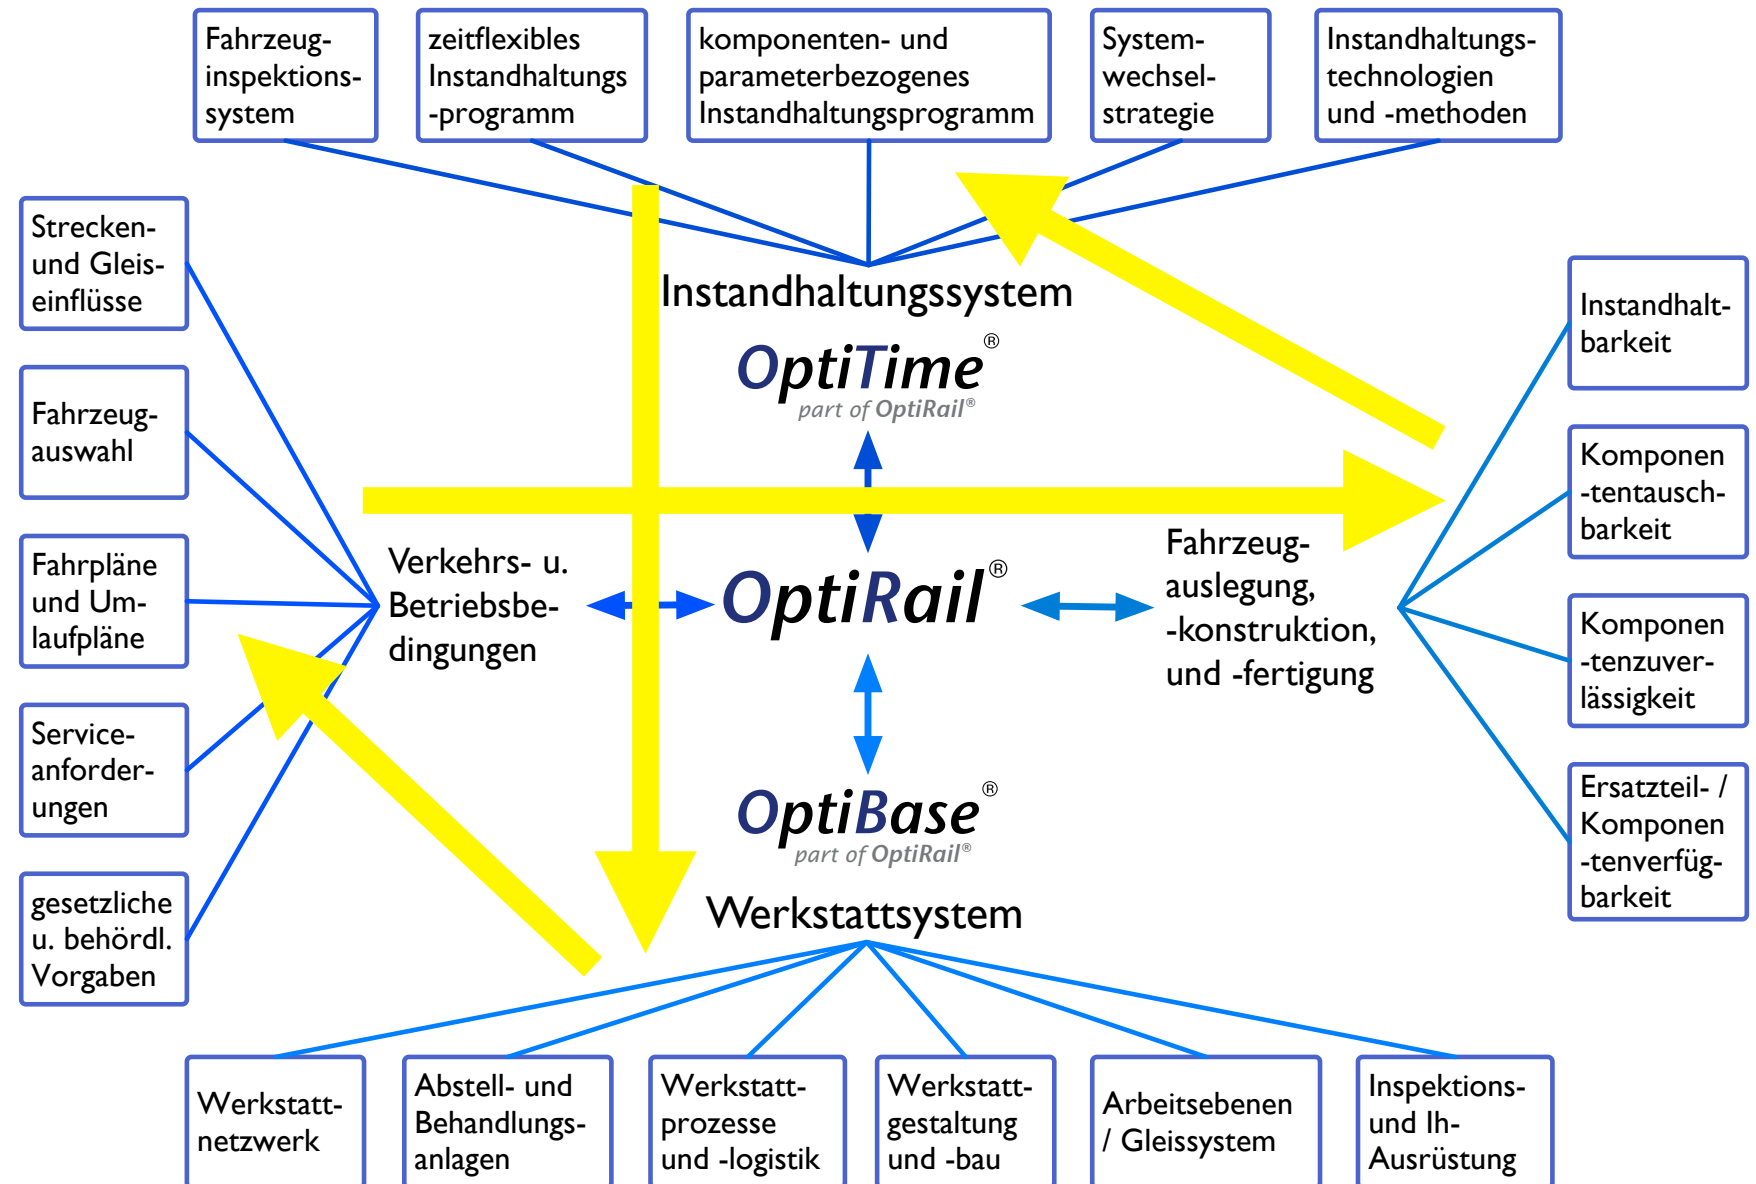 Fahrzeug-
inspektions-
system
zeitflexibles
Instandhaltungs
-programm
komponenten- und
parameterbezogenes
Instandhaltungsprogramm
System-
wechsel-
strategie
Instandhaltungs-
technologien
und -methoden
Strecken-
und Gleis-
einflüsse
Fahrzeug-
auswahl
Fahrpläne
und Um-
laufpläne
Service-
anforder-
ungen
gesetzliche
u. behördl.
Vorgaben
Instandhaltungssystem
OptiTime®
part of OptiRail®
Verkehrs- u.
Betriebsbe-
dingungen
OptiRail®
Fahrzeug-
auslegung,
-konstruktion,
und -fertigung
OptiBase®
part of OptiRail®
Werkstattsystem
Instandhalt-
barkeit
Komponen
-tentausch-
barkeit
Komponen
-tenzuver-
lässigkeit
Ersatzteil- /
Komponen
-tenverfüg-
barkeit
Werkstatt-
netzwerk
Abstell- und
Behandlungs-
anlagen
Werkstatt-
prozesse
und -logistik
Werkstatt-
gestaltung
und -bau
Arbeitsebenen
/ Gleissystem
Inspektions-
und Ih-
Ausrüstung